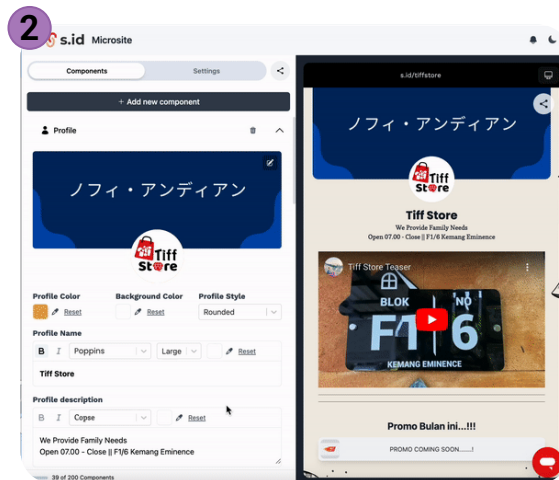 2
s.id Microsite
Components
Settings
+ Add new component
Profile
ノフィ・アンディアン
Tiff
Store
Profile Color
Background Color
Profile Style
Reset
Reset
Rounded
Profile Name
B I Poppins Large Reset
Tiff Store
Profile description
B I Copse Reset
We Provide Family Needs
Open 07.00 - Close || F1/6 Kemang Eminence
39 of 200 Components
s.id/tiffstore
ノフィ・アンディアン
Tiff
Store
Tiff Store
We Provide Family Needs
Open 07.00 - Close || F1/6 Kemang Eminence
Tiff Store Teaser
BLOK NO
F1 6
KEMANG EMINENCE
Promo Bulan ini...!!!
PROMO COMING SOON........!